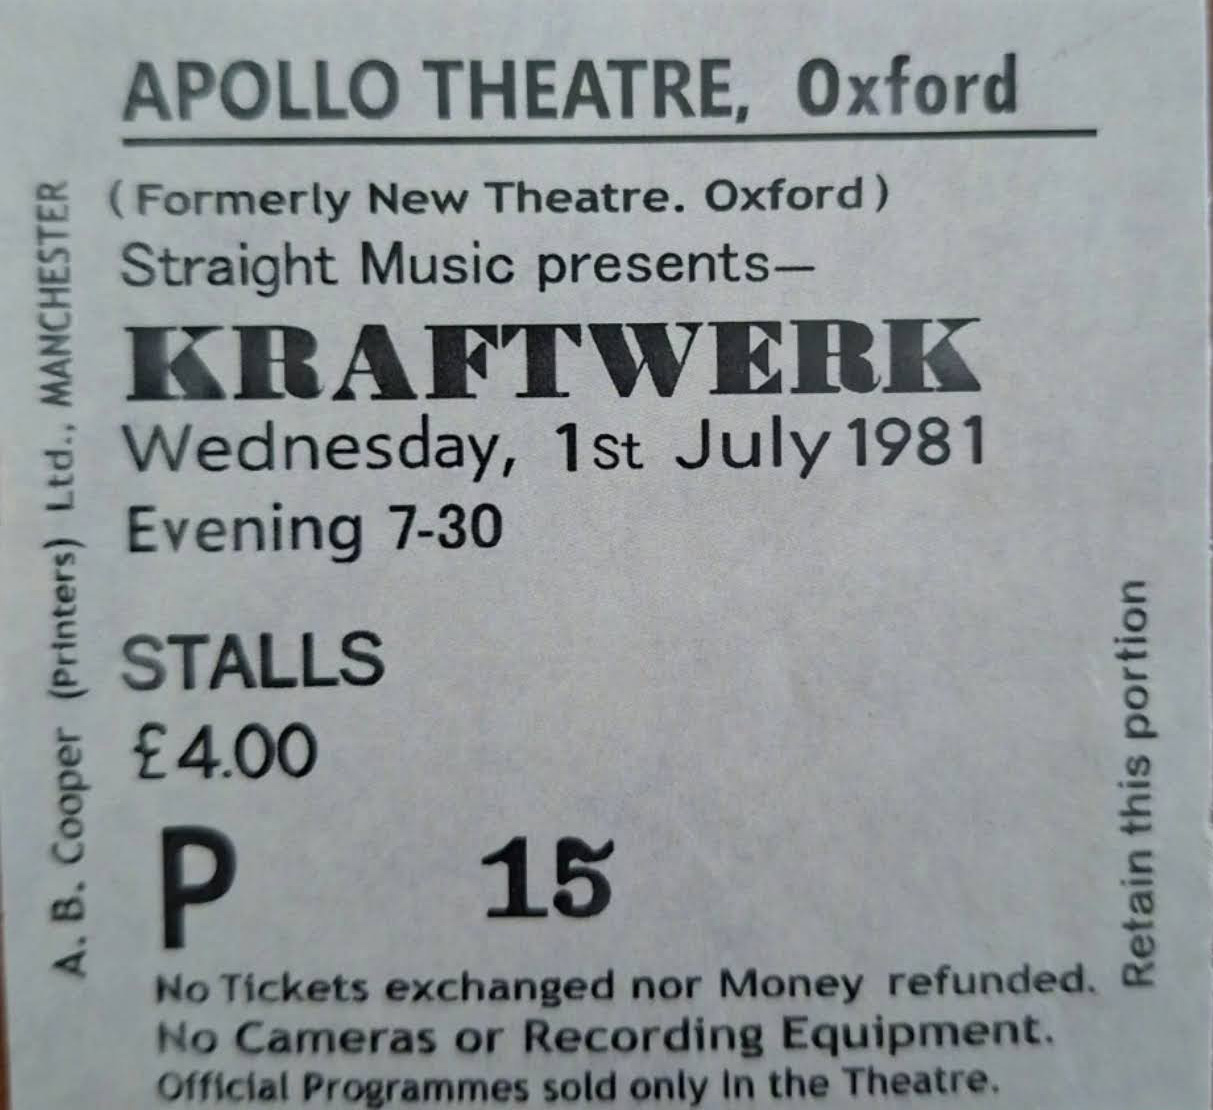 APOLLO THEATRE, Oxford
(Formerly New Theatre. Oxford)
Straight Music presents—
KRAFTWERK
Wednesday, 1st July 1981
Evening 7-30
STALLS
£4.00
P 15
No Tickets exchanged nor Money refunded.
No Cameras or Recording Equipment.
Official Programmes sold only in the Theatre.
A. B. Cooper (Printers) Ltd., MANCHESTER
Retain this portion